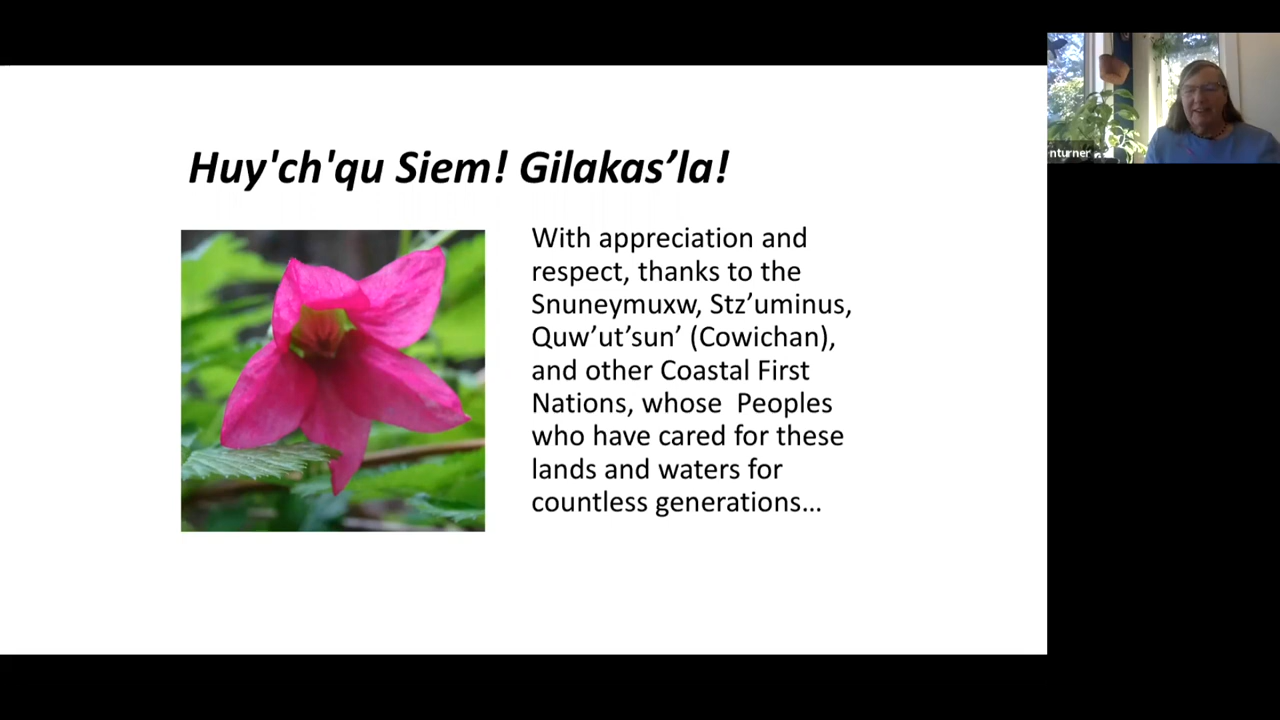 Huy'ch'qu Siem! Gilakas’la!
With appreciation and
respect, thanks to the
Snuneymuxw, Stz’uminus,
Quw’ut’sun’ (Cowichan),
and other Coastal First
Nations, whose  Peoples
who have cared for these
lands and waters for
countless generations…
nturner